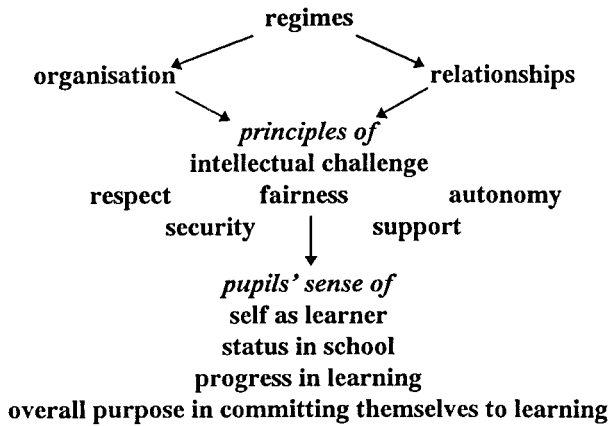 regimes
organisation relationships
principles of
intellectual challenge
respect fairness autonomy
security support
pupils' sense of
self as learner
status in school
progress in learning
overall purpose in committing themselves to learning